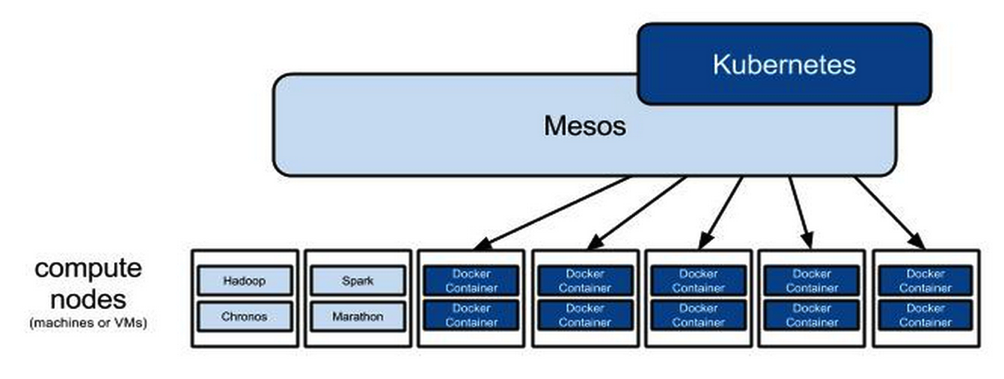 Kubernetes
Mesos
compute
nodes
(machines or VMs)
Hadoop
Chronos
Spark
Marathon
Docker
Container
Docker
Container
Docker
Container
Docker
Container
Docker
Container
Docker
Container
Docker
Container
Docker
Container
Docker
Container
Docker
Container